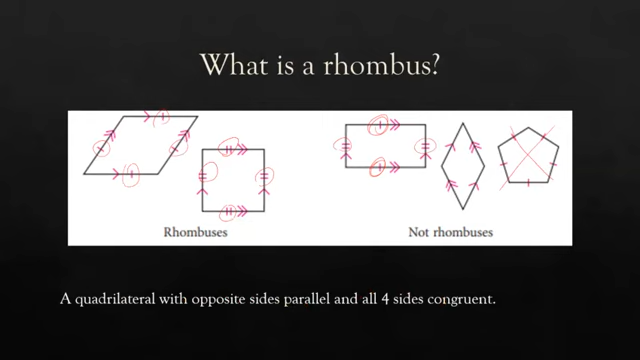 What is a rhombus?
Rhombuses
Not rhombuses
A quadrilateral with opposite sides parallel and all 4 sides congruent.